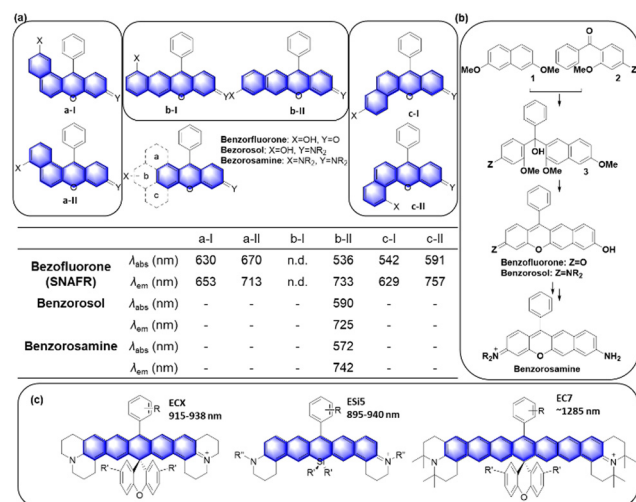 (a)
X
Y
O
a-I
X
O
Y
b-I
X
O
Y
b-II
X
O
Y
c-I
X
O
Y
a-II
a
X
b
c
O
Y
Benzofluorone: X=OH, Y=O
Bezorosol: X=OH, Y=NR2
Bezorosamine: X=NR2, Y=NR2
O
Y
X
c-II
a-I a-II b-I b-II c-I c-II
Bezofluorone (SNAFR) λabs (nm) 630 670 n.d. 536 542 591
λem (nm) 653 713 n.d. 733 629 757
Benzorosol λabs (nm) - - - 590 - -
λem (nm) - - - 725 - -
Benzorosamine λabs (nm) - - - 572 - -
λem (nm) - - - 742 - -
(b)
O
MeO
OMe
1
MeO
Z
2
OH
Z
OMe
OMe
OMe
3
Z
O
OH
Benzofluorone: Z=O
Benzorosol: Z=NR2
R2N
+
O
NH2
Benzorosamine
(c)
ECX
915-938 nm
R
N
N
+
R'
R'
O
ESi5
895-940 nm
R
R''
N
Si
R'
R'
N
R''
EC7
~1285 nm
R
N
N
+
R'
R'
O